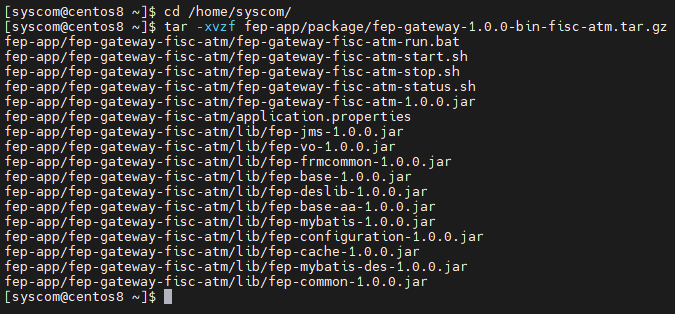 [syscom@centos8 ~]$ cd /home/syscom/
[syscom@centos8 ~]$ tar -xvzf fep-app/package/fep-gateway-1.0.0-bin-fisc-atm.tar.gz
fep-app/fep-gateway-fisc-atm/fep-gateway-fisc-atm-run.bat
fep-app/fep-gateway-fisc-atm/fep-gateway-fisc-atm-start.sh
fep-app/fep-gateway-fisc-atm/fep-gateway-fisc-atm-stop.sh
fep-app/fep-gateway-fisc-atm/fep-gateway-fisc-atm-status.sh
fep-app/fep-gateway-fisc-atm/fep-gateway-fisc-atm-1.0.0.jar
fep-app/fep-gateway-fisc-atm/application.properties
fep-app/fep-gateway-fisc-atm/lib/fep-jms-1.0.0.jar
fep-app/fep-gateway-fisc-atm/lib/fep-vo-1.0.0.jar
fep-app/fep-gateway-fisc-atm/lib/fep-frmcommon-1.0.0.jar
fep-app/fep-gateway-fisc-atm/lib/fep-base-1.0.0.jar
fep-app/fep-gateway-fisc-atm/lib/fep-deslib-1.0.0.jar
fep-app/fep-gateway-fisc-atm/lib/fep-base-aa-1.0.0.jar
fep-app/fep-gateway-fisc-atm/lib/fep-mybatis-1.0.0.jar
fep-app/fep-gateway-fisc-atm/lib/fep-configuration-1.0.0.jar
fep-app/fep-gateway-fisc-atm/lib/fep-cache-1.0.0.jar
fep-app/fep-gateway-fisc-atm/lib/fep-mybatis-des-1.0.0.jar
fep-app/fep-gateway-fisc-atm/lib/fep-common-1.0.0.jar
[syscom@centos8 ~]$